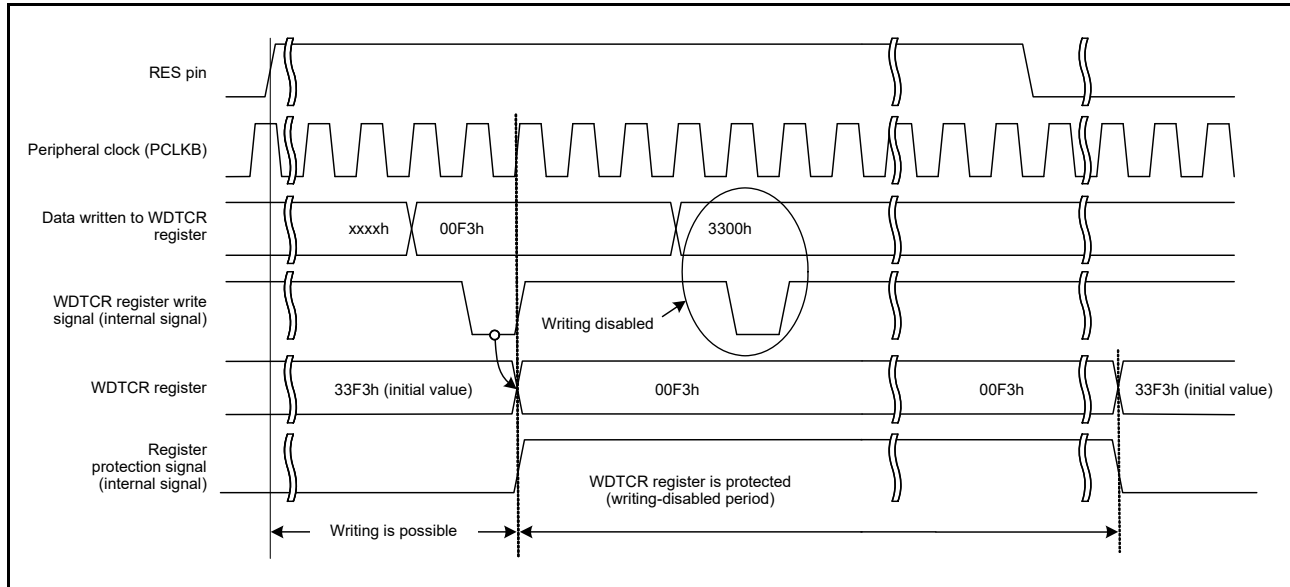 RES pin
Peripheral clock (PCLKB)
Data written to WDTCR
register
xxxxh
00F3h
3300h
WDTCR register write
signal (internal signal)
Writing disabled
WDTCR register
33F3h (initial value)
00F3h
00F3h
33F3h (initial value)
Register
protection signal
(internal signal)
WDTCR register is protected
(writing-disabled period)
Writing is possible